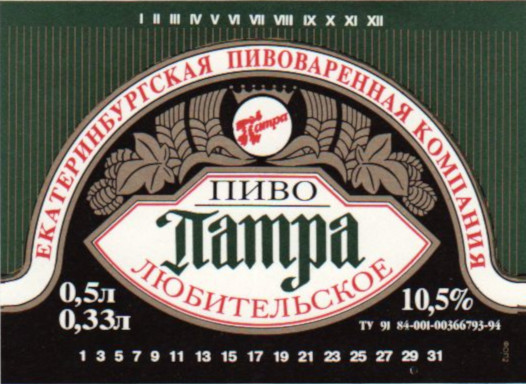 I II III IV V VI VII VIII IX X XI XII
ЕКАТЕРИНБУРГСКАЯ ПИВОВАРЕННАЯ КОМПАНИЯ
Патра
ПИВО
Патра
ЛЮБИТЕЛЬСКОЕ
0,5л
0,33л
10,5%
ТУ 91 84-001-00366793-94
1 3 5 7 9 11 13 15 17 19 21 23 25 27 29 31